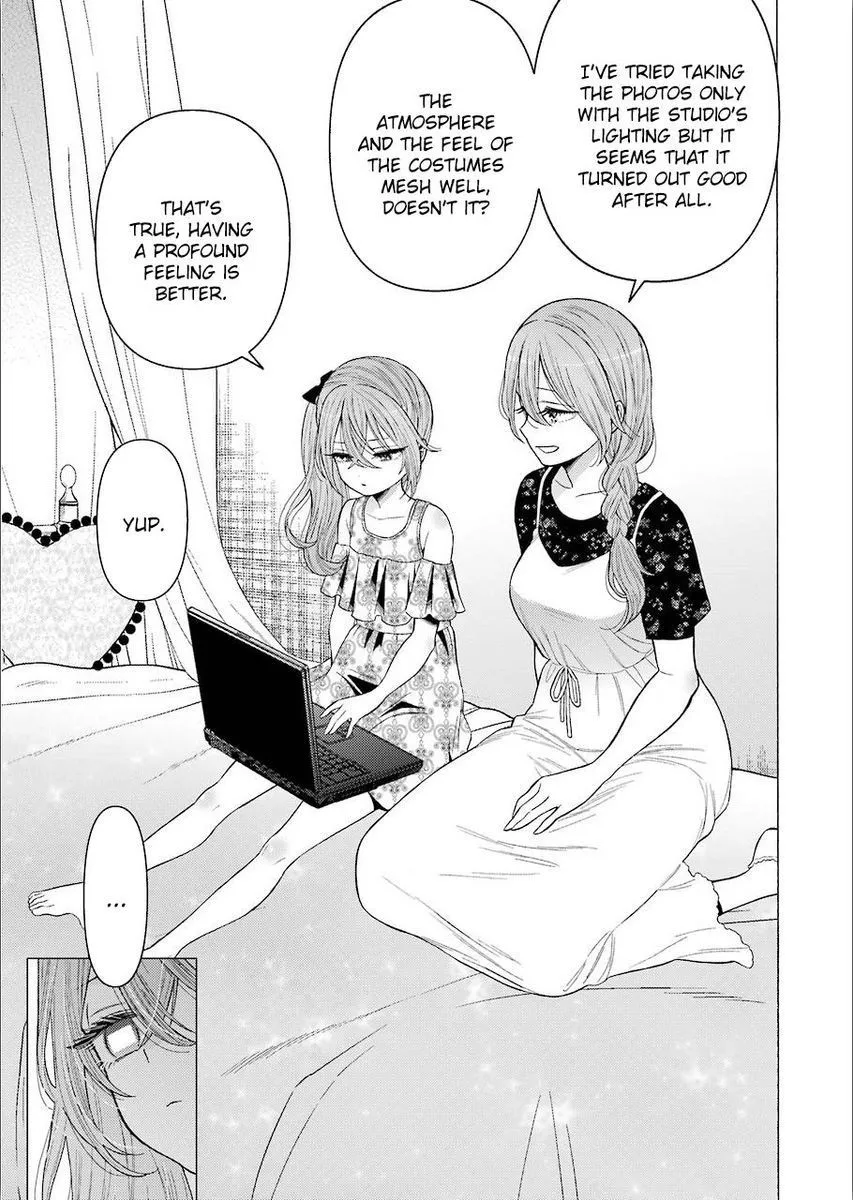 I'VE TRIED TAKING
THE PHOTOS ONLY
WITH THE STUDIO'S
LIGHTING BUT IT
SEEMS THAT IT
TURNED OUT GOOD
AFTER ALL.
THE
ATMOSPHERE
AND THE FEEL OF
THE COSTUMES
MESH WELL,
DOESN'T IT?
THAT'S
TRUE, HAVING
A PROFOUND
FEELING IS
BETTER.
YUP.
...